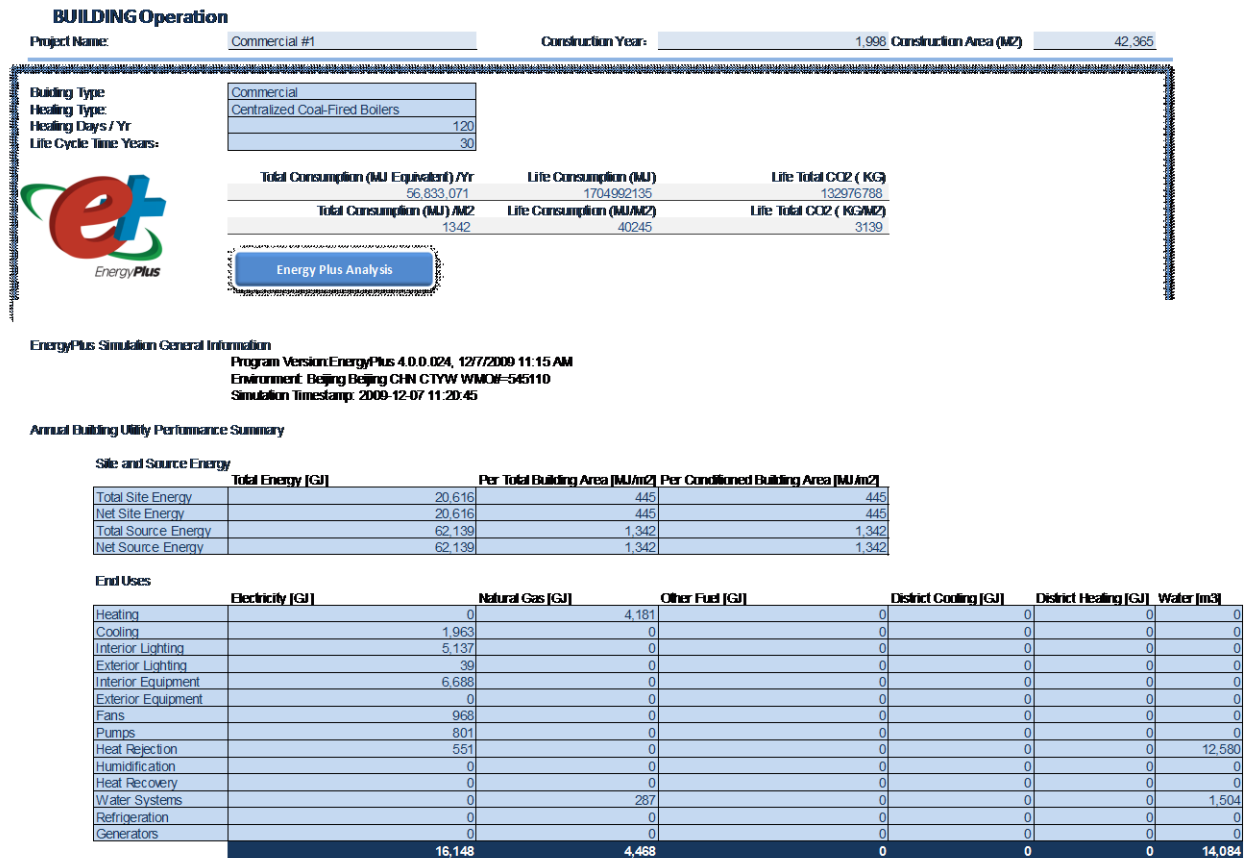 BUILDING Operation
Project Name: Commercial #1 Construction Year: 1,998 Construction Area (M2) 42,365
Building Type Commercial
Heating Type: Centralized Coal-Fired Boilers
Heating Days / Yr 120
Life Cycle Time Years: 30
Total Consumption (MJ Equivalent) /Yr Life Consumption (MJ) Life Total CO2 ( KG)
56,833,071 1704992135 132976788
Total Consumption (MJ) /M2 Life Consumption (MJ/M2) Life Total CO2 ( KG/M2)
1342 40245 3139
e+
EnergyPlus
Energy Plus Analysis
EnergyPlus Simulation General Information
Program Version:EnergyPlus 4.0.0.024, 12/7/2009 11:15 AM
Environment: Beijing Beijing CHN CTYW WMO#=545110
Simulation Timestamp: 2009-12-07 11:20:45
Annual Building Utility Performance Summary
Site and Source Energy
Total Energy [GJ] Per Total Building Area [MJ/m2] Per Conditioned Building Area [MJ/m2]
Total Site Energy 20,616 445 445
Net Site Energy 20,616 445 445
Total Source Energy 62,139 1,342 1,342
Net Source Energy 62,139 1,342 1,342
End Uses
Electricity [GJ] Natural Gas [GJ] Other Fuel [GJ] District Cooling [GJ] District Heating [GJ] Water [m3]
Heating 0 4,181 0 0 0 0
Cooling 1,963 0 0 0 0 0
Interior Lighting 5,137 0 0 0 0 0
Exterior Lighting 39 0 0 0 0 0
Interior Equipment 6,688 0 0 0 0 0
Exterior Equipment 0 0 0 0 0 0
Fans 968 0 0 0 0 0
Pumps 801 0 0 0 0 0
Heat Rejection 551 0 0 0 0 12,580
Humidification 0 0 0 0 0 0
Heat Recovery 0 0 0 0 0 0
Water Systems 0 287 0 0 0 1,504
Refrigeration 0 0 0 0 0 0
Generators 0 0 0 0 0 0
16,148 4,468 0 0 0 14,084